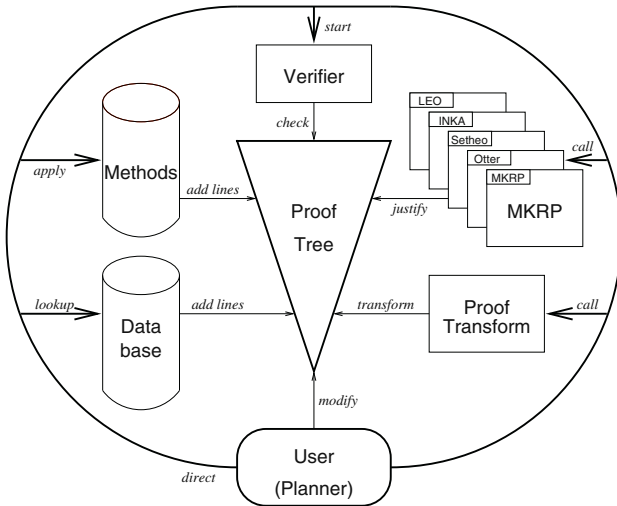 start
Verifier
check
LEO
INKA
Setheo
Otter
MKRP
MKRP
call
Methods
apply
add lines
Proof
Tree
justify
lookup
add lines
Data
base
transform
Proof
Transform
call
modify
User
(Planner)
direct